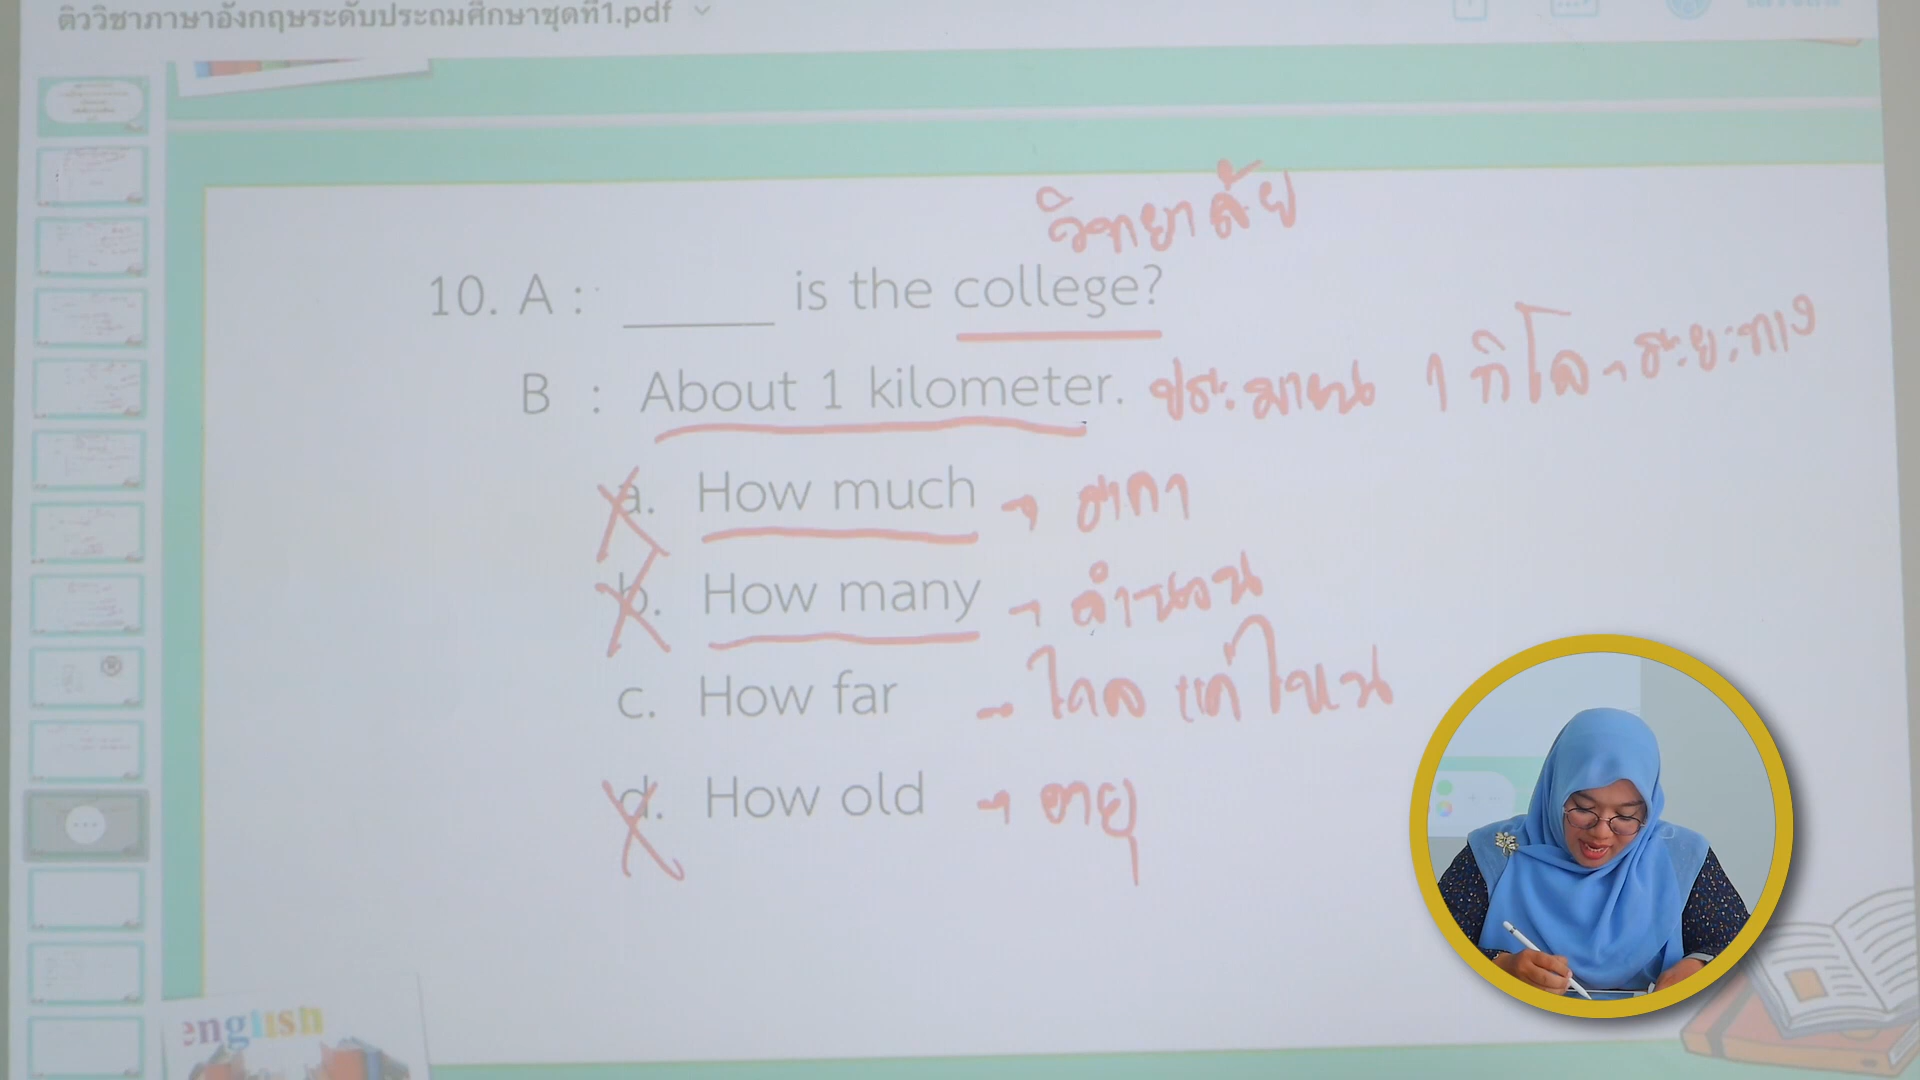 ติววิชาภาษาอังกฤษระดับประถมศึกษาชุดที่1.pdf
วิทยาลัย
10. A : _____ is the college?
B : About 1 kilometer. ประมาณ 1 กิโล → ระยะทาง
a. How much → ราคา
b. How many → จำนวน
c. How far → ไกลแค่ไหน
d. How old → อายุ
english